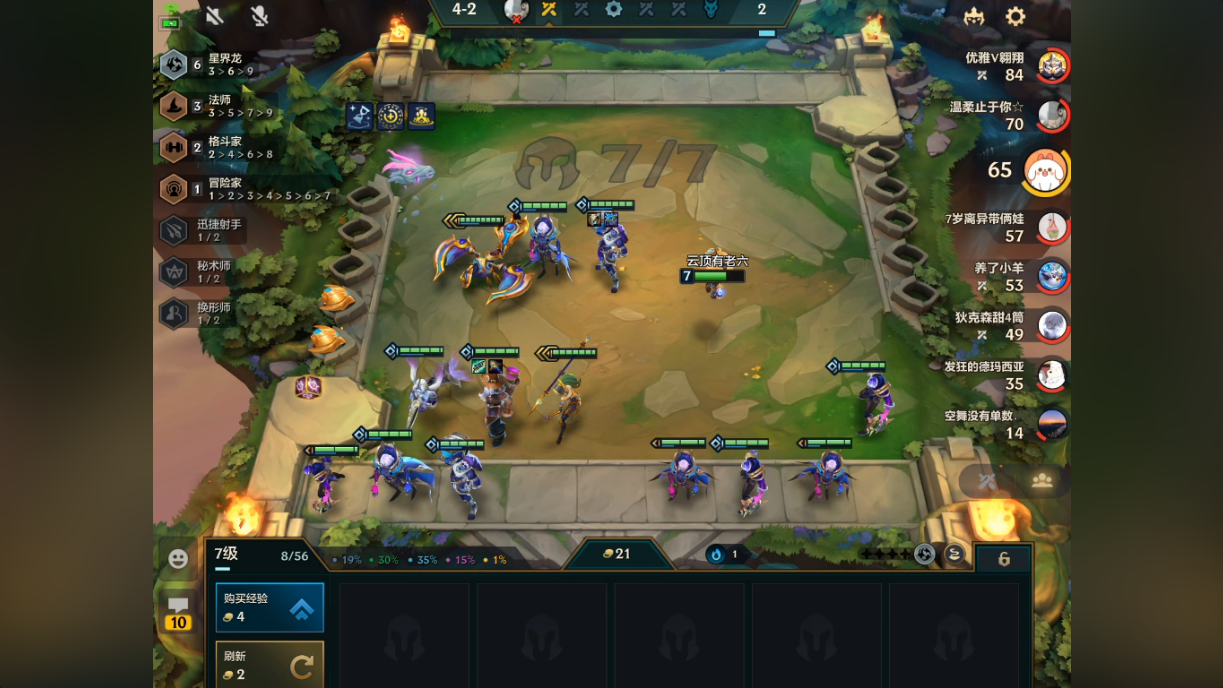 4-2
2
6
星界龙
3 > 6 > 9
3
法师
3 > 5 > 7 > 9
2
格斗家
2 > 4 > 6 > 8
1
冒险家
1 > 2 > 3 > 4 > 5 > 6 > 7
迅捷射手
1 / 2
秘术师
1 / 2
换形师
1 / 2
7/7
云顶有老六
7
优雅V翱翔
84
温柔止于你☆
70
65
7岁离异带俩娃
57
养了小羊
53
狄克森甜4筒
49
发狂的德玛西亚
35
空舞没有单数.
14
7级
8/56
19%
30%
35%
15%
1%
21
1
购买经验
4
刷新
2
10